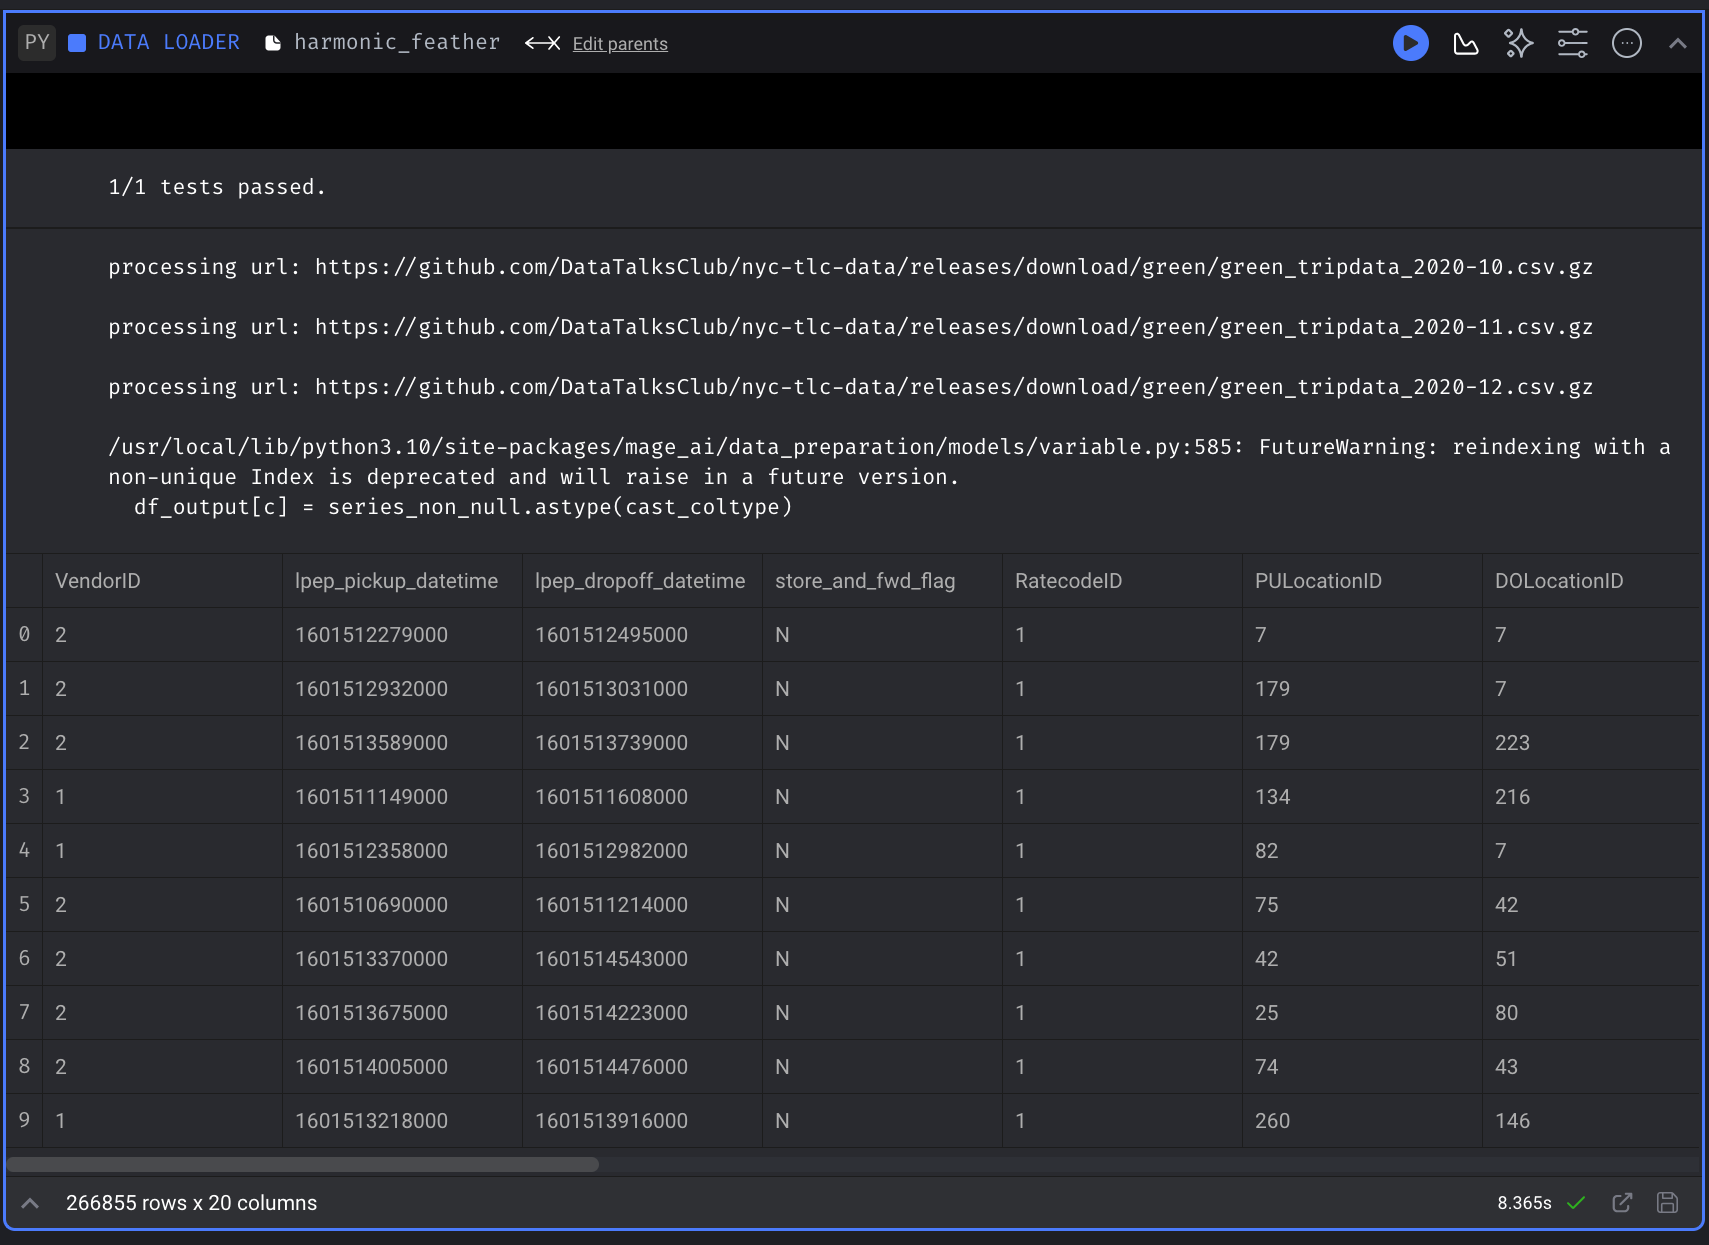 PY DATA LOADER harmonic_feather Edit parents
1/1 tests passed.
processing url: https://github.com/DataTalksClub/nyc-tlc-data/releases/download/green/green_tripdata_2020-10.csv.gz
processing url: https://github.com/DataTalksClub/nyc-tlc-data/releases/download/green/green_tripdata_2020-11.csv.gz
processing url: https://github.com/DataTalksClub/nyc-tlc-data/releases/download/green/green_tripdata_2020-12.csv.gz
/usr/local/lib/python3.10/site-packages/mage_ai/data_preparation/models/variable.py:585: FutureWarning: reindexing with a
non-unique Index is deprecated and will raise in a future version.
df_output[c] = series_non_null.astype(cast_coltype)
VendorID lpep_pickup_datetime lpep_dropoff_datetime store_and_fwd_flag RatecodeID PULocationID DOLocationID
0 2 1601512279000 1601512495000 N 1 7 7
1 2 1601512932000 1601513031000 N 1 179 7
2 2 1601513589000 1601513739000 N 1 179 223
3 1 1601511149000 1601511608000 N 1 134 216
4 1 1601512358000 1601512982000 N 1 82 7
5 2 1601510690000 1601511214000 N 1 75 42
6 2 1601513370000 1601514543000 N 1 42 51
7 2 1601513675000 1601514223000 N 1 25 80
8 2 1601514005000 1601514476000 N 1 74 43
9 1 1601513218000 1601513916000 N 1 260 146
266855 rows x 20 columns 8.365s